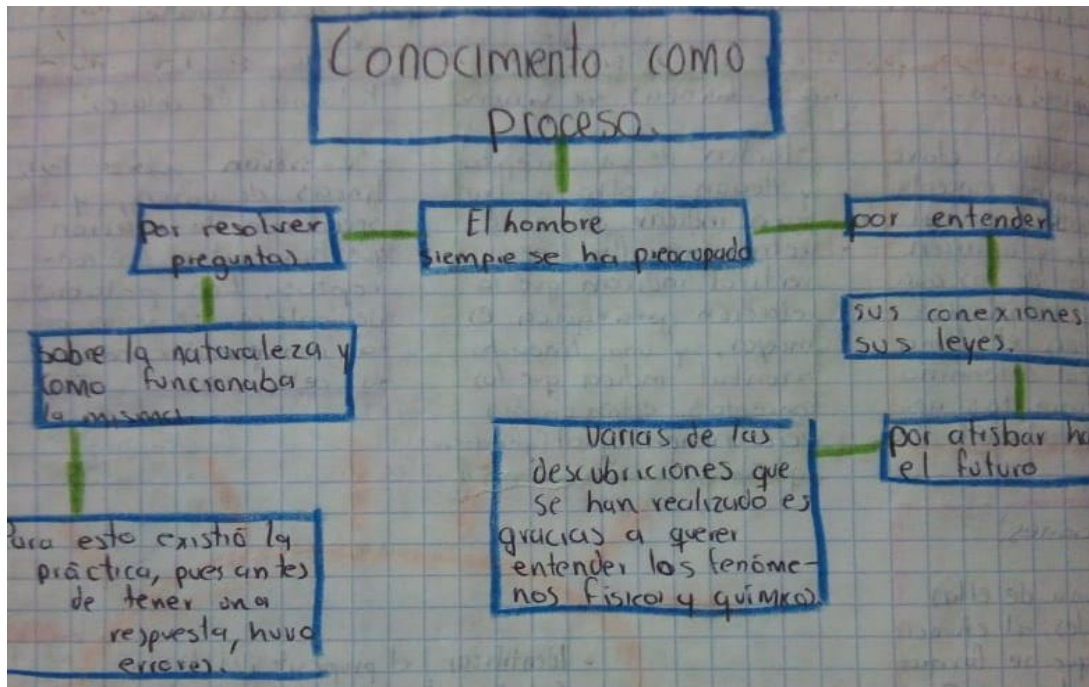 Conocimiento como
proceso.
El hombre
siempre se ha preocupado
por resolver
preguntas
sobre la naturaleza y
como funcionaba
la misma.
Para esto existió la
práctica, pues antes
de tener una
respuesta, huvo
errores.
por entender
sus conexiones
sus leyes.
por atisbar ha
el futuro
Varias de las
descubriciones que
se han realizado es
gracias a querer
entender los fenóme-
nos físicos y químicos.